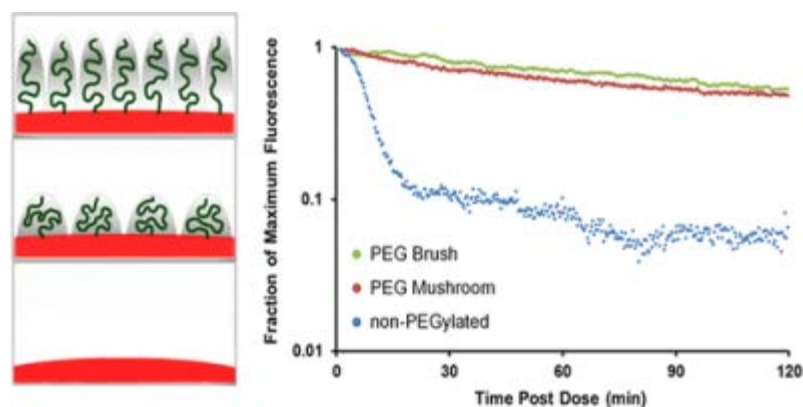 Fraction of Maximum Fluorescence
1
0.1
0.01
PEG Brush
PEG Mushroom
non-PEGylated
0 30 60 90 120
Time Post Dose (min)